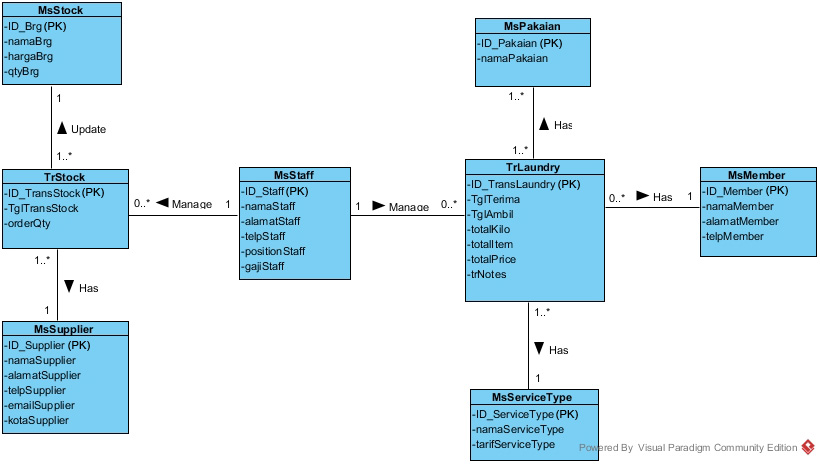 MsStock
-ID_Brg (PK)
-namaBrg
-hargaBrg
-qtyBrg
1
Update
1..*
TrStock
-ID_TransStock(PK)
-TglTransStock
-orderQty
1..*
Has
1
MsSupplier
-ID_Supplier (PK)
-namaSupplier
-alamatSupplier
-telpSupplier
-emailSupplier
-kotaSupplier
0..*
Manage
1
MsStaff
-ID_Staff (PK)
-namaStaff
-alamatStaff
-telpStaff
-positionStaff
-gajiStaff
1
Manage
0..*
MsPakaian
-ID_Pakaian (PK)
-namaPakaian
1..*
Has
1..*
TrLaundry
-ID_TransLaundry (PK)
-TglTerima
-TglAmbil
-totalKilo
-totalItem
-totalPrice
-trNotes
0..*
Has
1
MsMember
-ID_Member (PK)
-namaMember
-alamatMember
-telpMember
1..*
Has
1
MsServiceType
-ID_ServiceType (PK)
-namaServiceType
-tarifServiceType
Powered By Visual Paradigm Community Edition